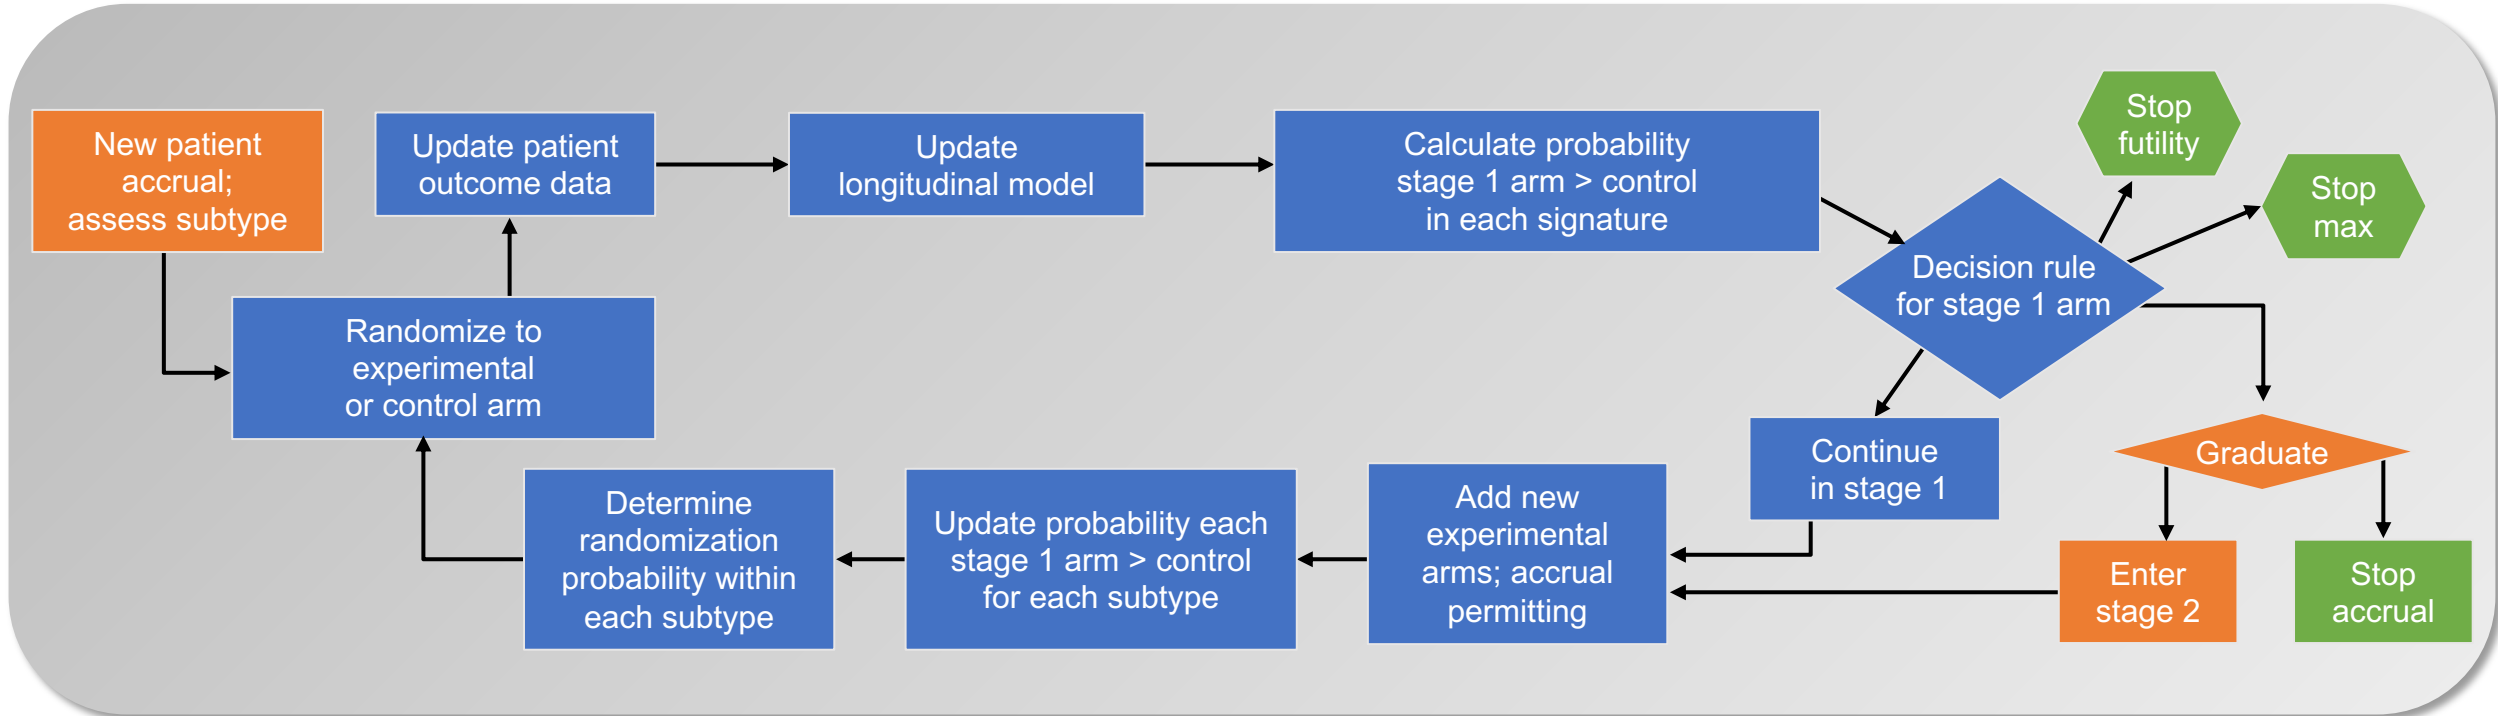 New patient
accrual;
assess subtype
Update patient
outcome data
Update
longitudinal model
Calculate probability
stage 1 arm > control
in each signature
Stop
futility
Stop
max
Decision rule
for stage 1 arm
Randomize to
experimental
or control arm
Graduate
Continue
in stage 1
Determine
randomization
probability within
each subtype
Update probability each
stage 1 arm > control
for each subtype
Add new
experimental
arms; accrual
permitting
Enter
stage 2
Stop
accrual